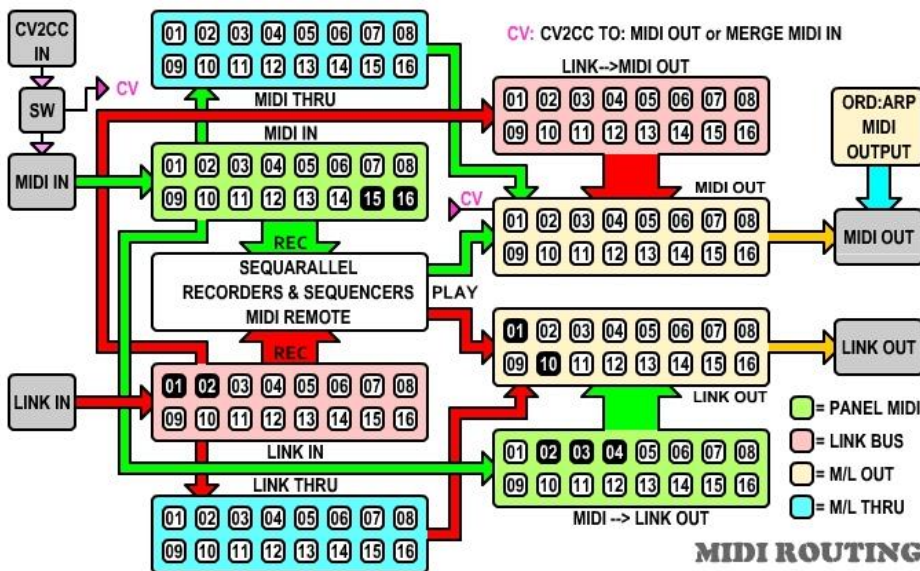 CV2CC
IN
SW
CV
MIDI IN
LINK IN
01 02 03 04 05 06 07 08
09 10 11 12 13 14 15 16
MIDI THRU
MIDI IN
01 02 03 04 05 06 07 08
09 10 11 12 13 14 15 16
REC
SEQUARALLEL
RECORDERS & SEQUENCERS
MIDI REMOTE
PLAY
REC
01 02 03 04 05 06 07 08
09 10 11 12 13 14 15 16
LINK IN
LINK THRU
01 02 03 04 05 06 07 08
09 10 11 12 13 14 15 16
CV: CV2CC TO: MIDI OUT or MERGE MIDI IN
LINK-->MIDI OUT
01 02 03 04 05 06 07 08
09 10 11 12 13 14 15 16
MIDI OUT
CV
01 02 03 04 05 06 07 08
09 10 11 12 13 14 15 16
01 02 03 04 05 06 07 08
09 10 11 12 13 14 15 16
LINK OUT
01 02 03 04 05 06 07 08
09 10 11 12 13 14 15 16
MIDI --> LINK OUT
ORD:ARP
MIDI
OUTPUT
MIDI OUT
LINK OUT
= PANEL MIDI
= LINK BUS
= M/L OUT
= M/L THRU
MIDI ROUTING